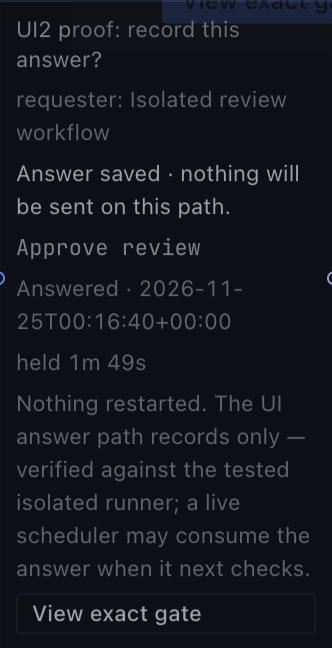 View exact ga
UI2 proof: record this
answer?
requester: Isolated review
workflow
Answer saved · nothing will
be sent on this path.
Approve review
Answered · 2026-11-
25T00:16:40+00:00
held 1m 49s
Nothing restarted. The UI
answer path records only —
verified against the tested
isolated runner; a live
scheduler may consume the
answer when it next checks.
View exact gate